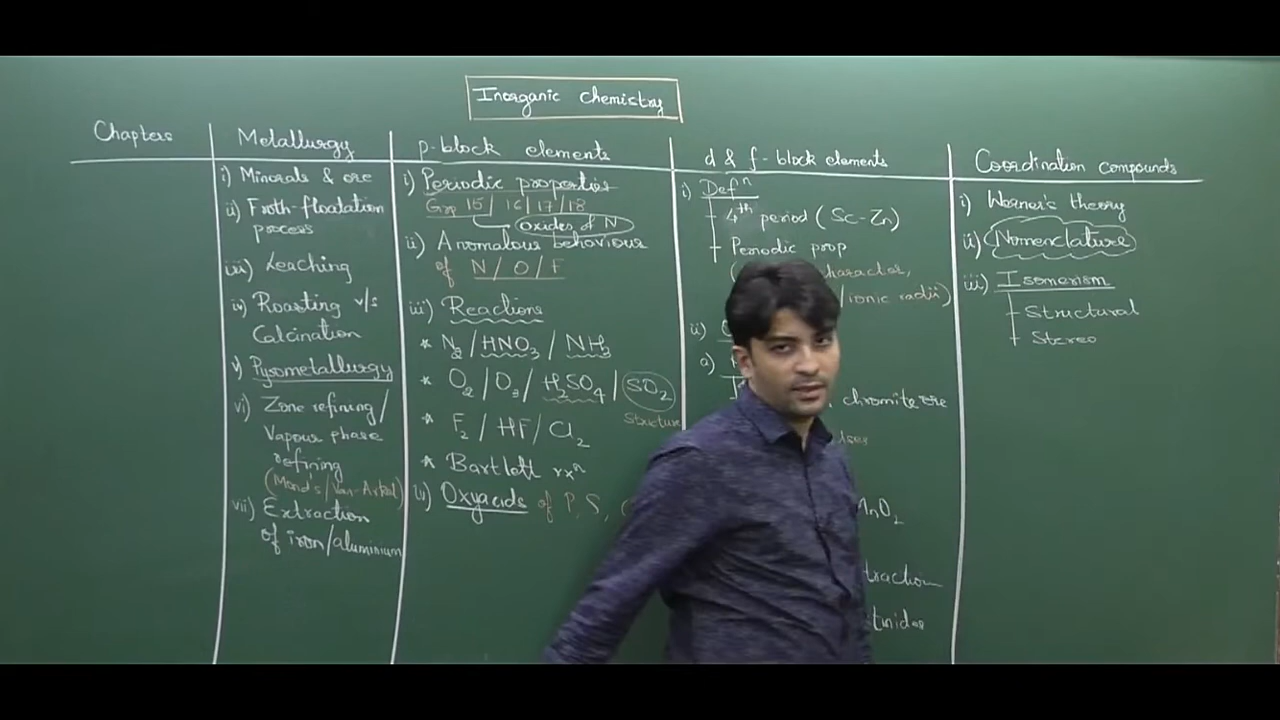 Inorganic chemistry
Chapters
Metallurgy
i) Minerals & ore
ii) Froth-floatation
process
iii) Leaching
iv) Roasting v/s
Calcination
v) Pyrometallurgy
vi) Zone refining/
Vapour phase
refining
(Mond's/Van-Arkel)
vii) Extraction
of iron/aluminium
p-block elements
i) Periodic properties
Grp 15/ 16/17/18
oxides of N
ii) Anomalous behaviour
of N/O/F
iii) Reactions
* N₂/HNO₃/NH₃
* O₂/O₃/H₂SO₄/SO₂
Structure
* F₂/HF/Cl₂
* Bartlett rxⁿ
iv) Oxyacids of P, S,
d & f-block elements
i) Defⁿ
4ᵗʰ period (Sc-Zn)
Periodic prop
character,
/ionic radii)
ii)
a)
chromite ore
MnO₂
Coordination compounds
i) Werner's theory
ii) Nomenclature
iii) Isomerism
Structural
Stereo